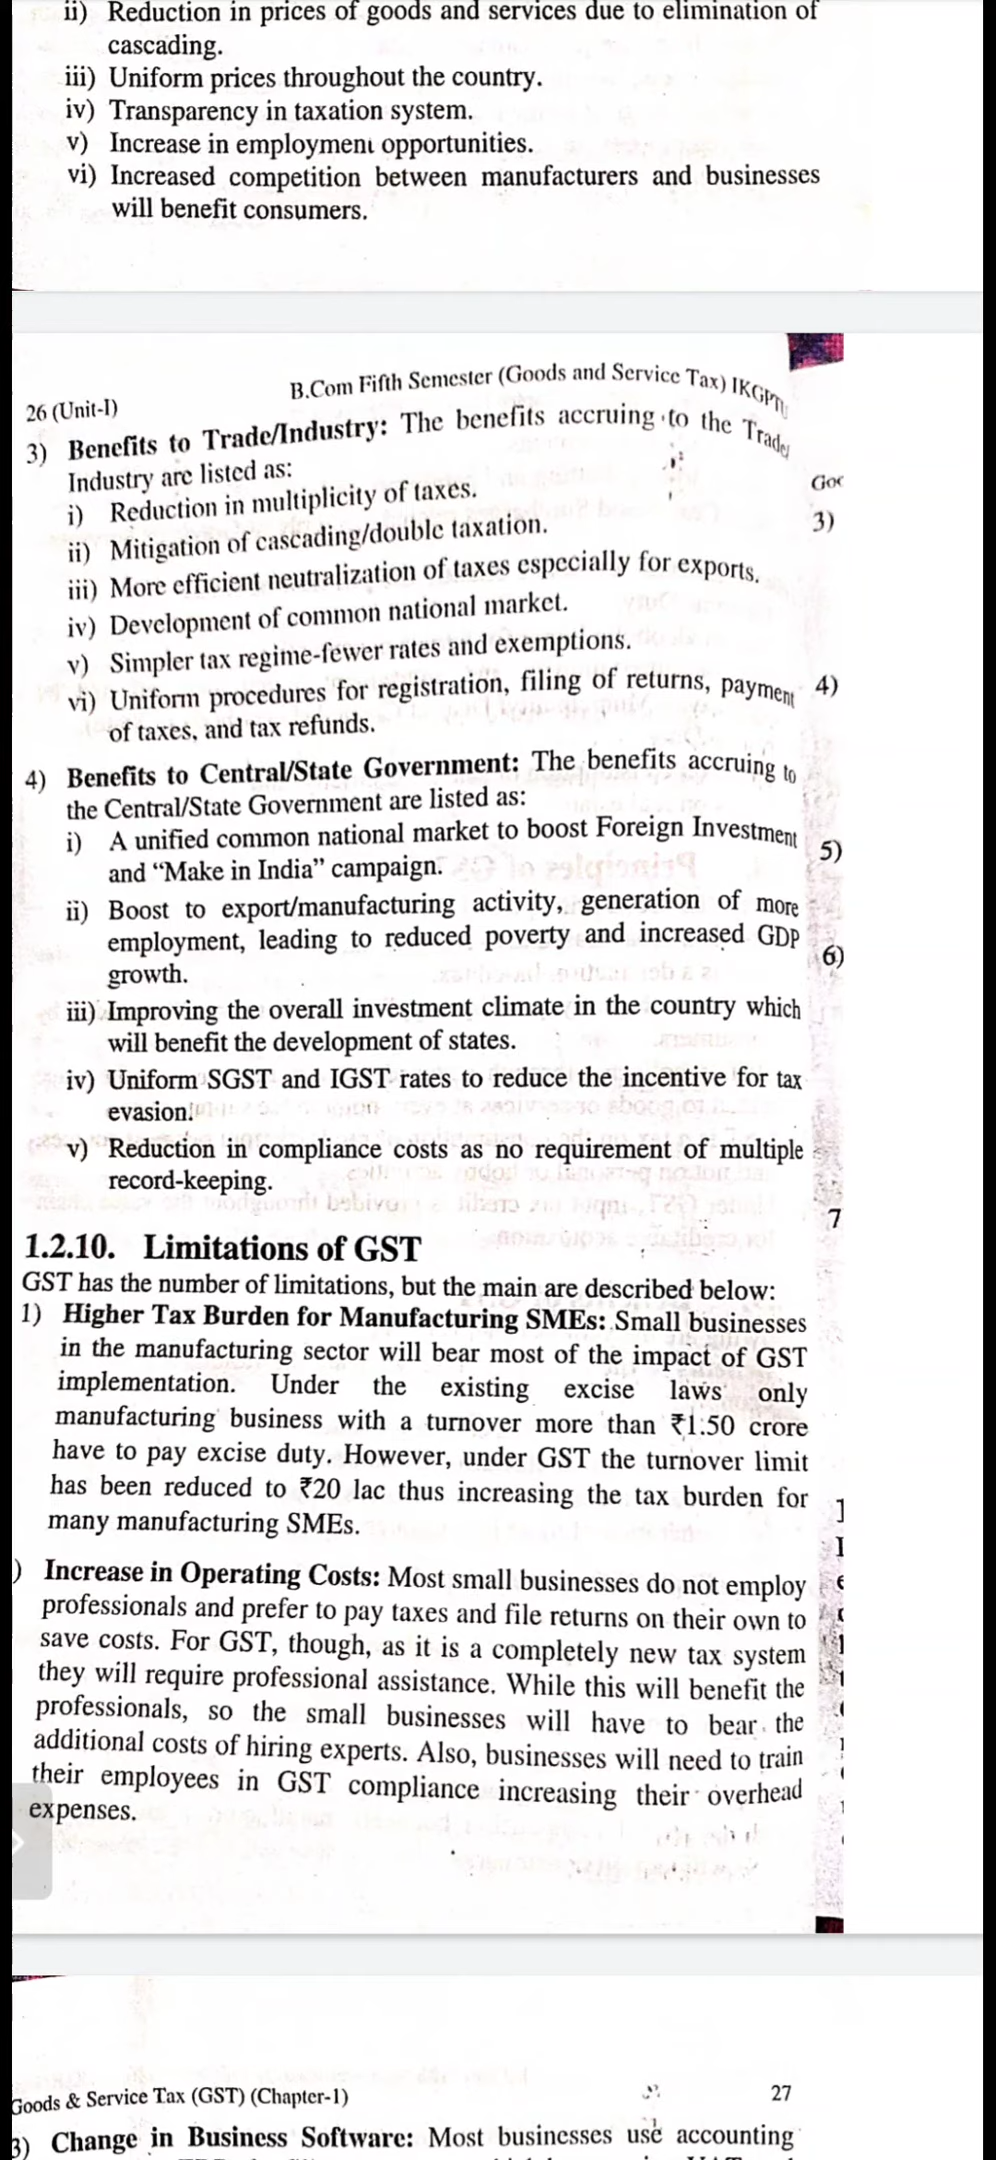 ii) Reduction in prices of goods and services due to elimination of
cascading.
iii) Uniform prices throughout the country.
iv) Transparency in taxation system.
v) Increase in employment opportunities.
vi) Increased competition between manufacturers and businesses
will benefit consumers.
26 (Unit-I) B.Com Fifth Semester (Goods and Service Tax) IKGPTU
3) Benefits to Trade/Industry: The benefits accruing to the Trade/
Industry are listed as:
i) Reduction in multiplicity of taxes.
ii) Mitigation of cascading/double taxation.
iii) More efficient neutralization of taxes especially for exports.
iv) Development of common national market.
v) Simpler tax regime-fewer rates and exemptions.
vi) Uniform procedures for registration, filing of returns, payment
of taxes, and tax refunds.
4) Benefits to Central/State Government: The benefits accruing to
the Central/State Government are listed as:
i) A unified common national market to boost Foreign Investment
and “Make in India” campaign.
ii) Boost to export/manufacturing activity, generation of more
employment, leading to reduced poverty and increased GDP
growth.
iii) Improving the overall investment climate in the country which
will benefit the development of states.
iv) Uniform SGST and IGST rates to reduce the incentive for tax
evasion.
v) Reduction in compliance costs as no requirement of multiple
record-keeping.
1.2.10. Limitations of GST
GST has the number of limitations, but the main are described below:
1) Higher Tax Burden for Manufacturing SMEs: Small businesses
in the manufacturing sector will bear most of the impact of GST
implementation. Under the existing excise laws only
manufacturing business with a turnover more than ₹1.50 crore
have to pay excise duty. However, under GST the turnover limit
has been reduced to ₹20 lac thus increasing the tax burden for
many manufacturing SMEs.
) Increase in Operating Costs: Most small businesses do not employ
professionals and prefer to pay taxes and file returns on their own to
save costs. For GST, though, as it is a completely new tax system
they will require professional assistance. While this will benefit the
professionals, so the small businesses will have to bear the
additional costs of hiring experts. Also, businesses will need to train
their employees in GST compliance increasing their overhead
expenses.
3)
4)
5)
6)
7
Goods & Service Tax (GST) (Chapter-1) 27
3) Change in Business Software: Most businesses use accounting